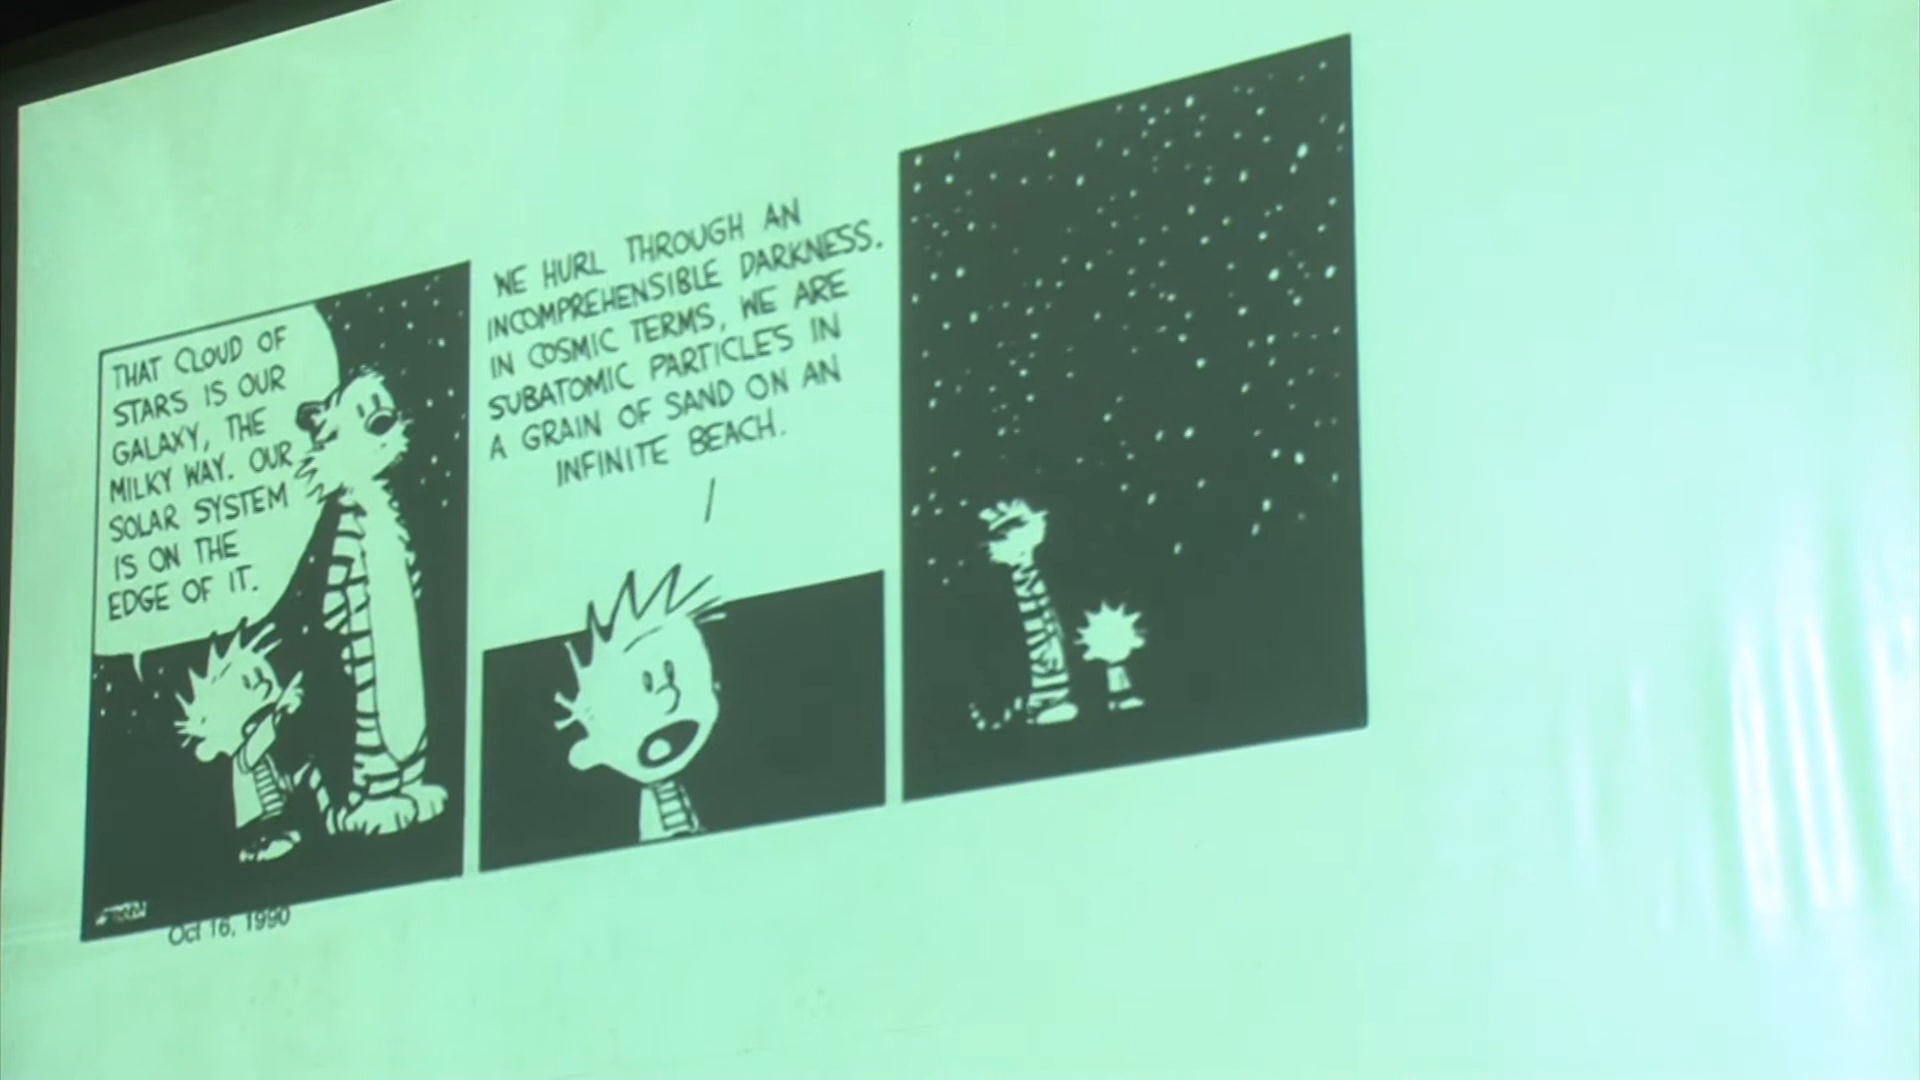 THAT CLOUD OF
STARS IS OUR
GALAXY, THE
MILKY WAY. OUR
SOLAR SYSTEM
IS ON THE
EDGE OF IT.
WE HURL THROUGH AN
INCOMPREHENSIBLE DARKNESS.
IN COSMIC TERMS, WE ARE
SUBATOMIC PARTICLES IN
A GRAIN OF SAND ON AN
INFINITE BEACH.
Oct 16, 1990